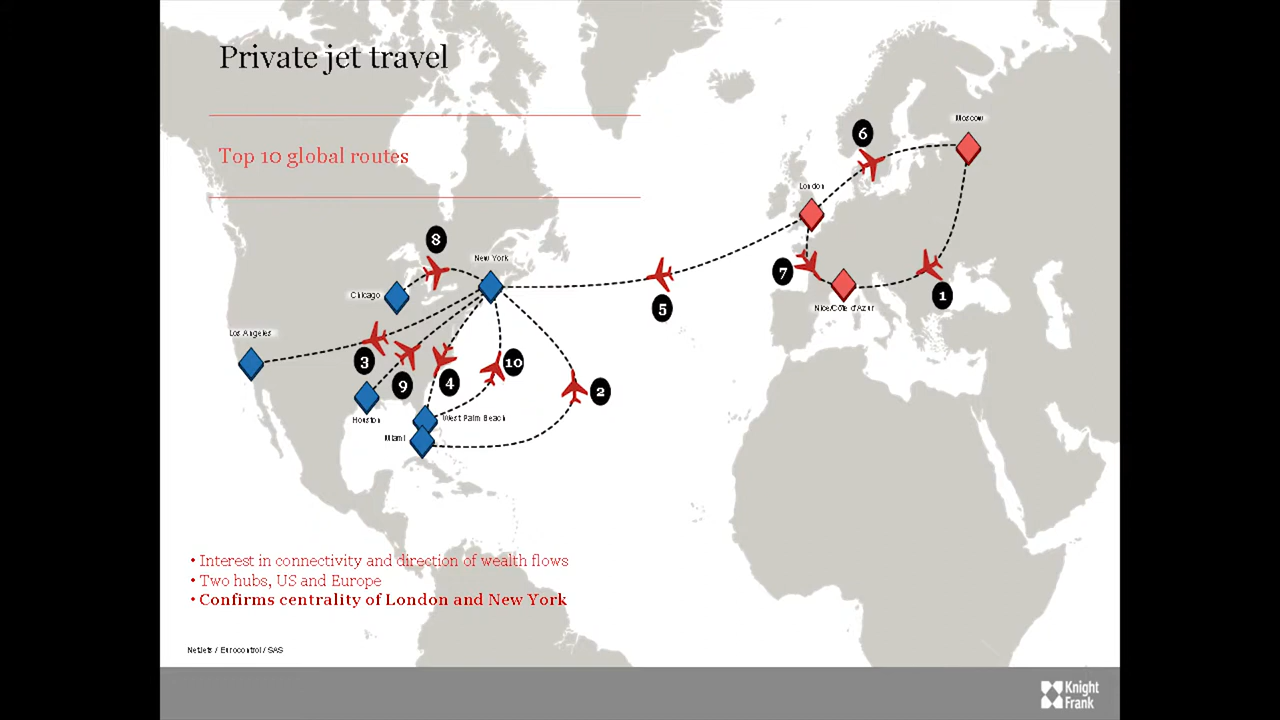 Private jet travel
Top 10 global routes
Moscow
6
London
8
New York
7
5
1
Chicago
Nice/Côte d'Azur
Los Angeles
3
9
4
10
2
Houston
West Palm Beach
Miami
• Interest in connectivity and direction of wealth flows
• Two hubs, US and Europe
• Confirms centrality of London and New York
NetJets / Eurocontrol / SAS
Knight
Frank